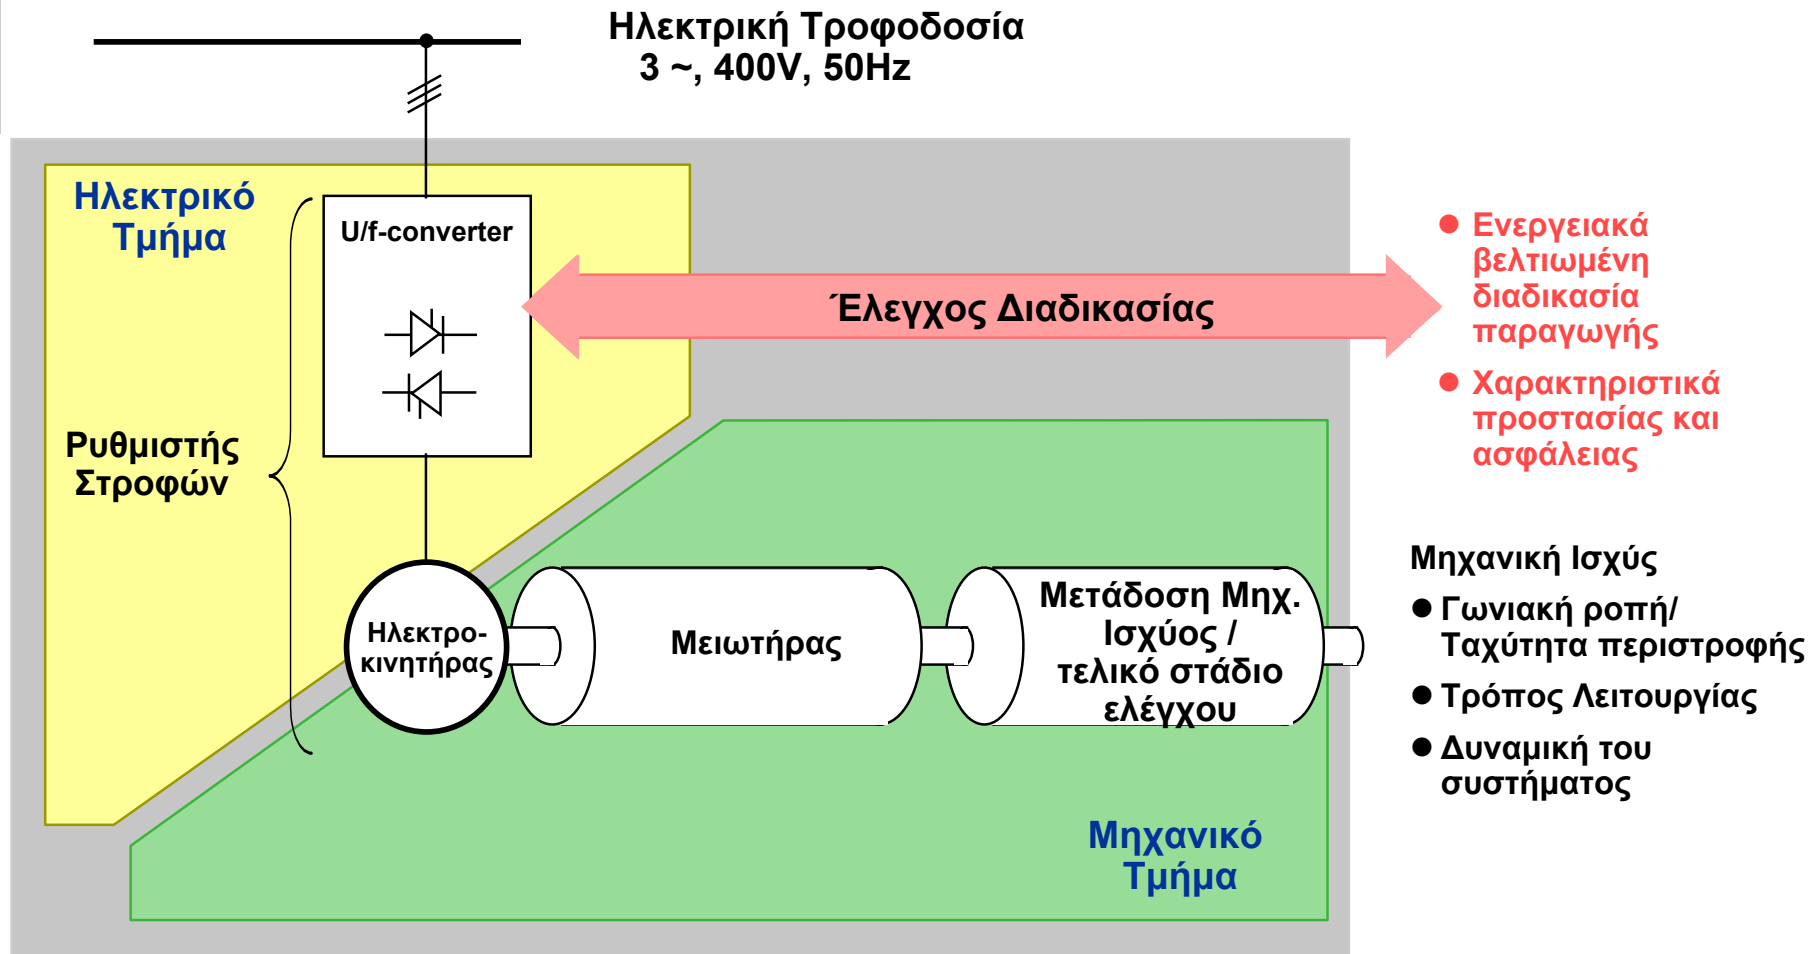 Ηλεκτρική Τροφοδοσία
3 ~, 400V, 50Hz
Ηλεκτρικό
Τμήμα
U/f-converter
Έλεγχος Διαδικασίας
● Ενεργειακά
βελτιωμένη
διαδικασία
παραγωγής
● Χαρακτηριστικά
προστασίας και
ασφάλειας
Ρυθμιστής
Στροφών
Ηλεκτρο-
κινητήρας
Μειωτήρας
Μετάδοση Μηχ.
Ισχύος /
τελικό στάδιο
ελέγχου
Μηχανική Ισχύς
● Γωνιακή ροπή/
Ταχύτητα περιστροφής
● Τρόπος Λειτουργίας
● Δυναμική του
συστήματος
Μηχανικό
Τμήμα